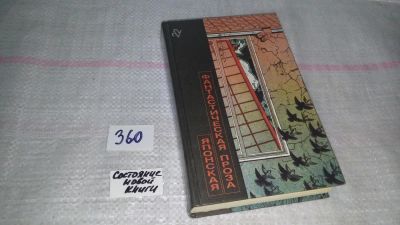 360
Состояние
новой
книги
ЯПОНСКАЯ
ФАНТАСТИЧЕСКАЯ
ПРОЗА